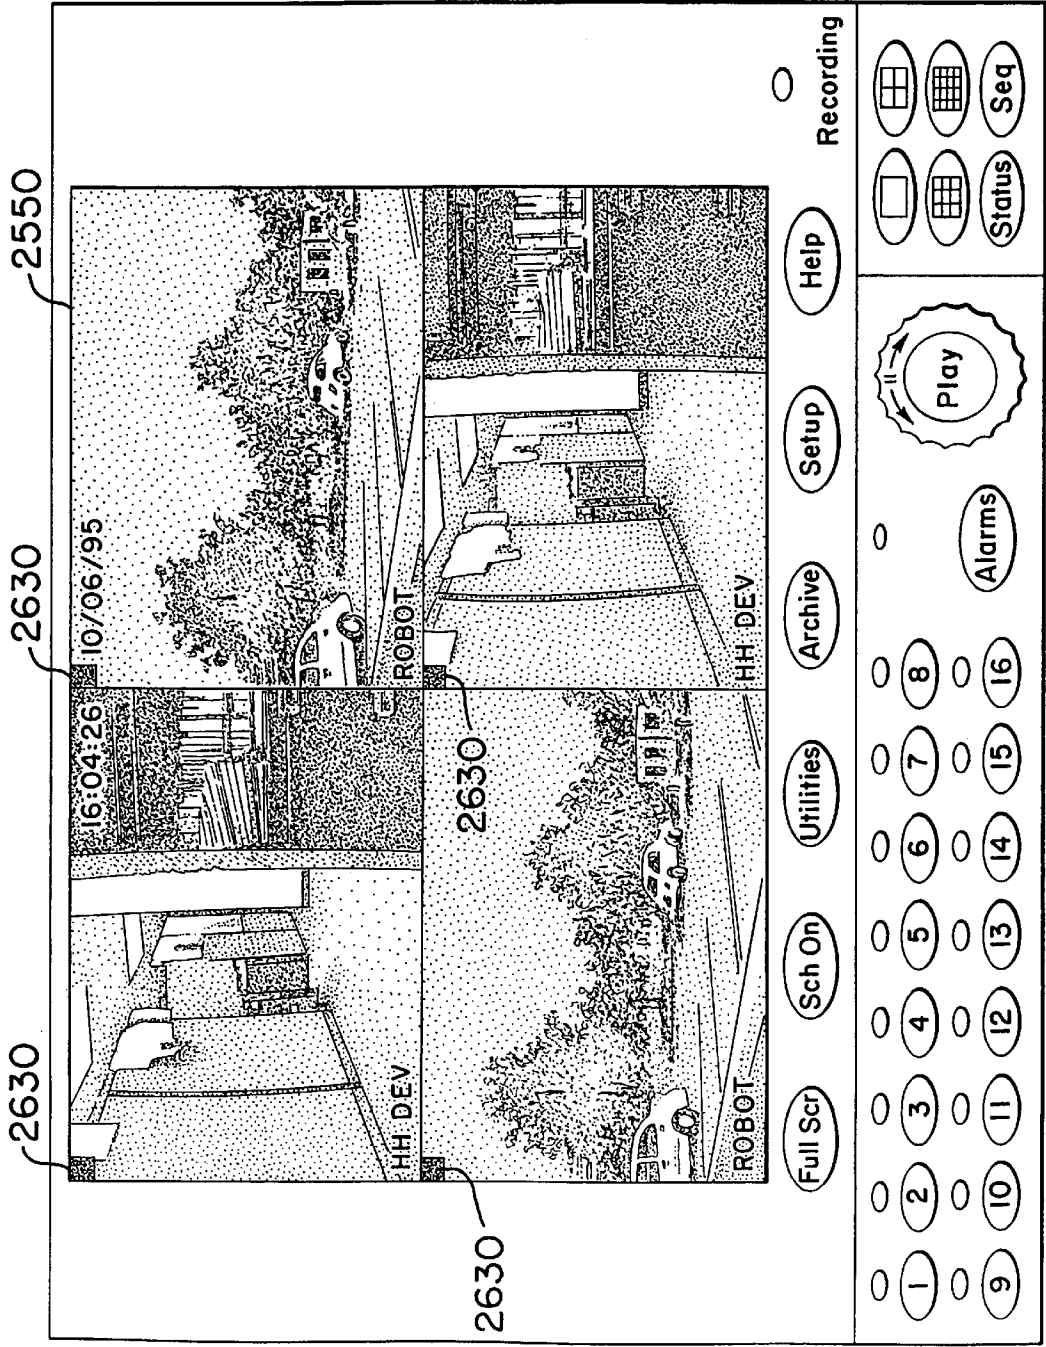 2630
2630
2550
16:04:26
10/06/95
HH DEV
ROBOT
2630
2630
ROBOT
HH DEV
Recording
Full Scr
Sch On
Utilities
Archive
Setup
Help
1 2 3 4 5 6 7 8
9 10 11 12 13 14 15 16
Alarms
Play
Status Seq